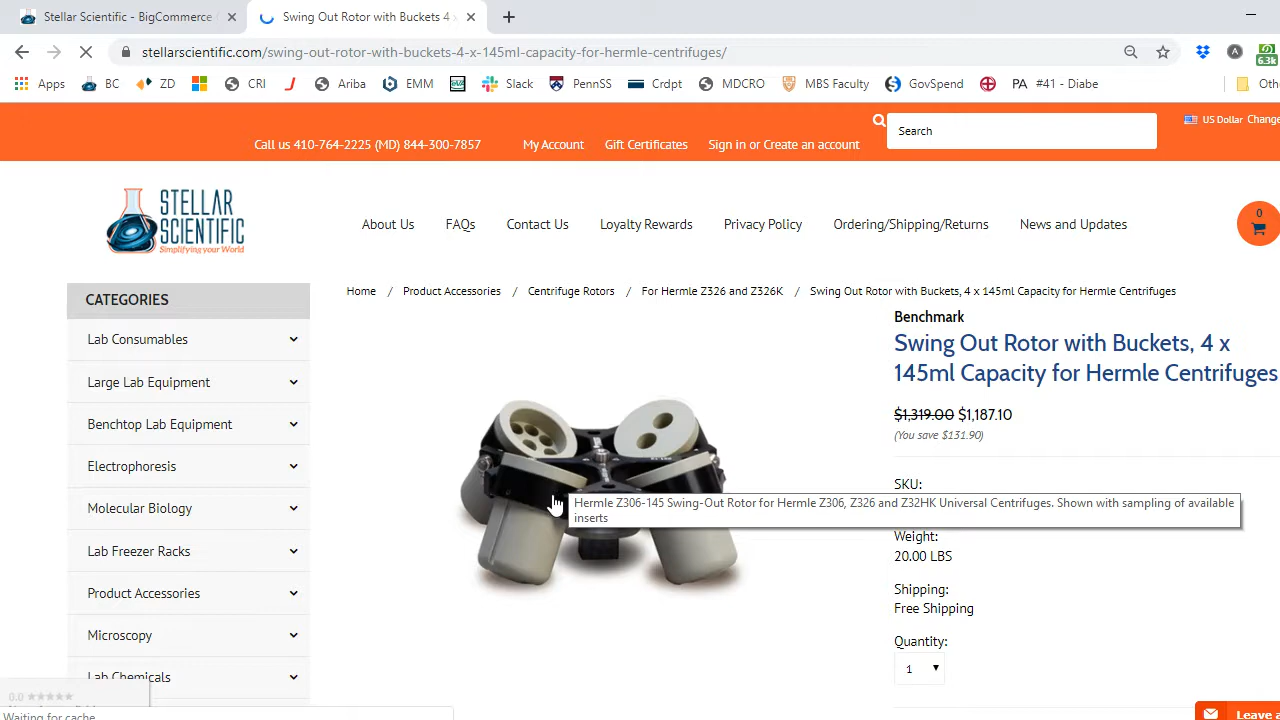 Stellar Scientific - BigCommerce
Swing Out Rotor with Buckets 4 x
stellarscientific.com/swing-out-rotor-with-buckets-4-x-145ml-capacity-for-hermle-centrifuges/
A
6.3k
Apps BC ZD CRI Ariba EMM Slack PennSS Crdpt MDCRO MBS Faculty GovSpend PA #41 - Diabe Oth
Search
US Dollar Change
Call us 410-764-2225 (MD) 844-300-7857 My Account Gift Certificates Sign in or Create an account
STELLAR
SCIENTIFIC
Simplifying your World
About Us FAQs Contact Us Loyalty Rewards Privacy Policy Ordering/Shipping/Returns News and Updates
0
CATEGORIES
Lab Consumables
Large Lab Equipment
Benchtop Lab Equipment
Electrophoresis
Molecular Biology
Lab Freezer Racks
Product Accessories
Microscopy
Lab Chemicals
Home / Product Accessories / Centrifuge Rotors / For Hermle Z326 and Z326K / Swing Out Rotor with Buckets, 4 x 145ml Capacity for Hermle Centrifuges
Benchmark
Swing Out Rotor with Buckets, 4 x
145ml Capacity for Hermle Centrifuges
$1,319.00 $1,187.10
(You save $131.90)
SKU:
Hermle Z306-145 Swing-Out Rotor for Hermle Z306, Z326 and Z32HK Universal Centrifuges. Shown with sampling of available
inserts
Weight:
20.00 LBS
Shipping:
Free Shipping
Quantity:
1
0.0
Waiting for cache
Leave a